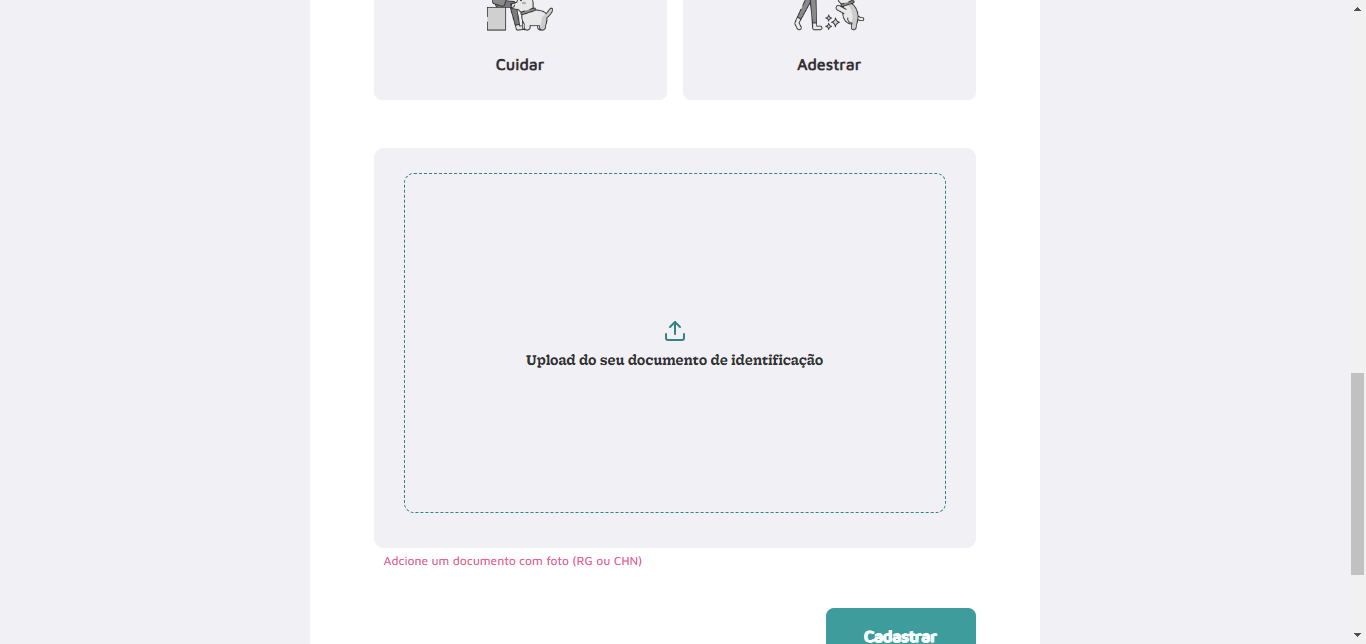 Cuidar
Adestrar
Upload do seu documento de identificação
Adcione um documento com foto (RG ou CHN)
Cadastrar